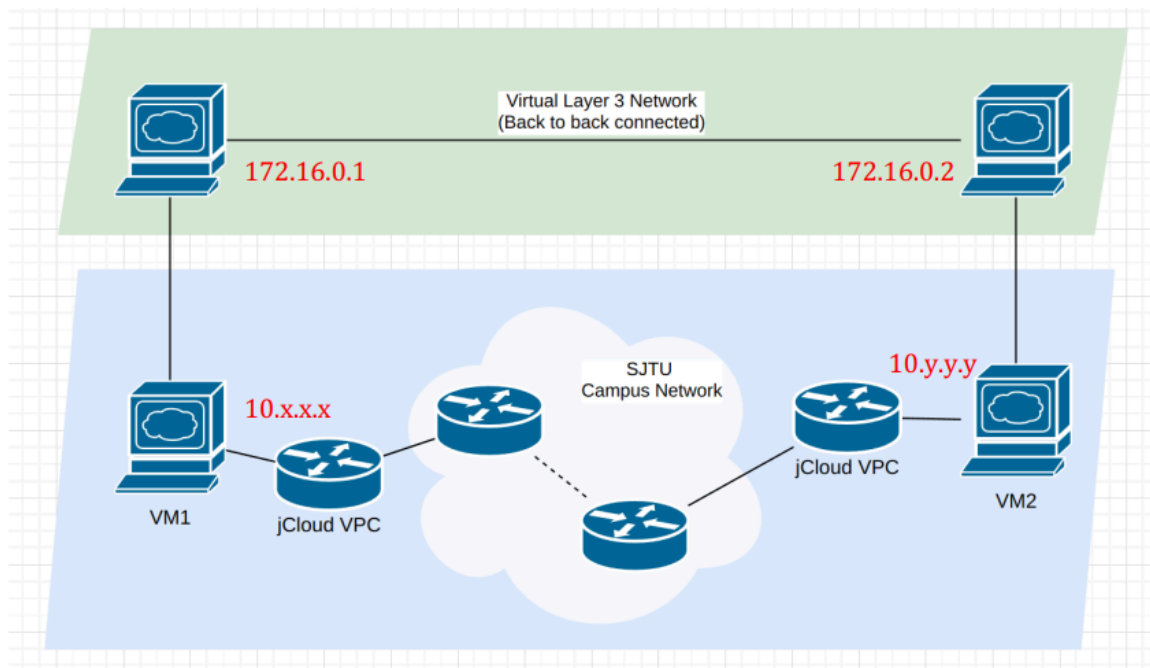 Virtual Layer 3 Network
(Back to back connected)
172.16.0.1
172.16.0.2
SJTU
Campus Network
10.y.y.y
10.x.x.x
jCloud VPC
VM2
VM1
jCloud VPC